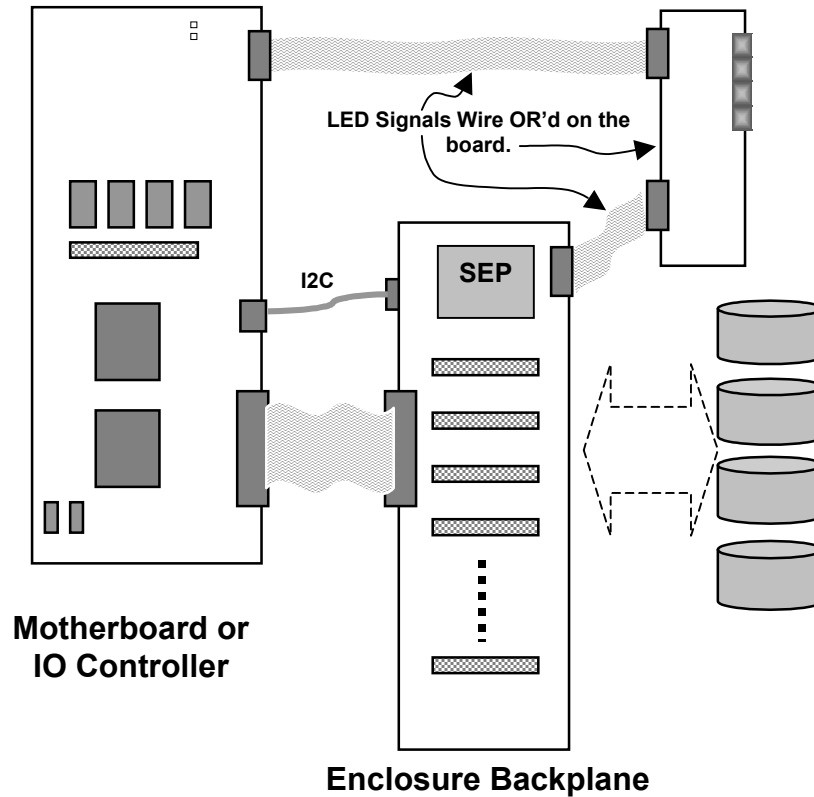 LED Signals Wire OR’d on the
board.
SEP
I2C
Motherboard or
IO Controller
Enclosure Backplane